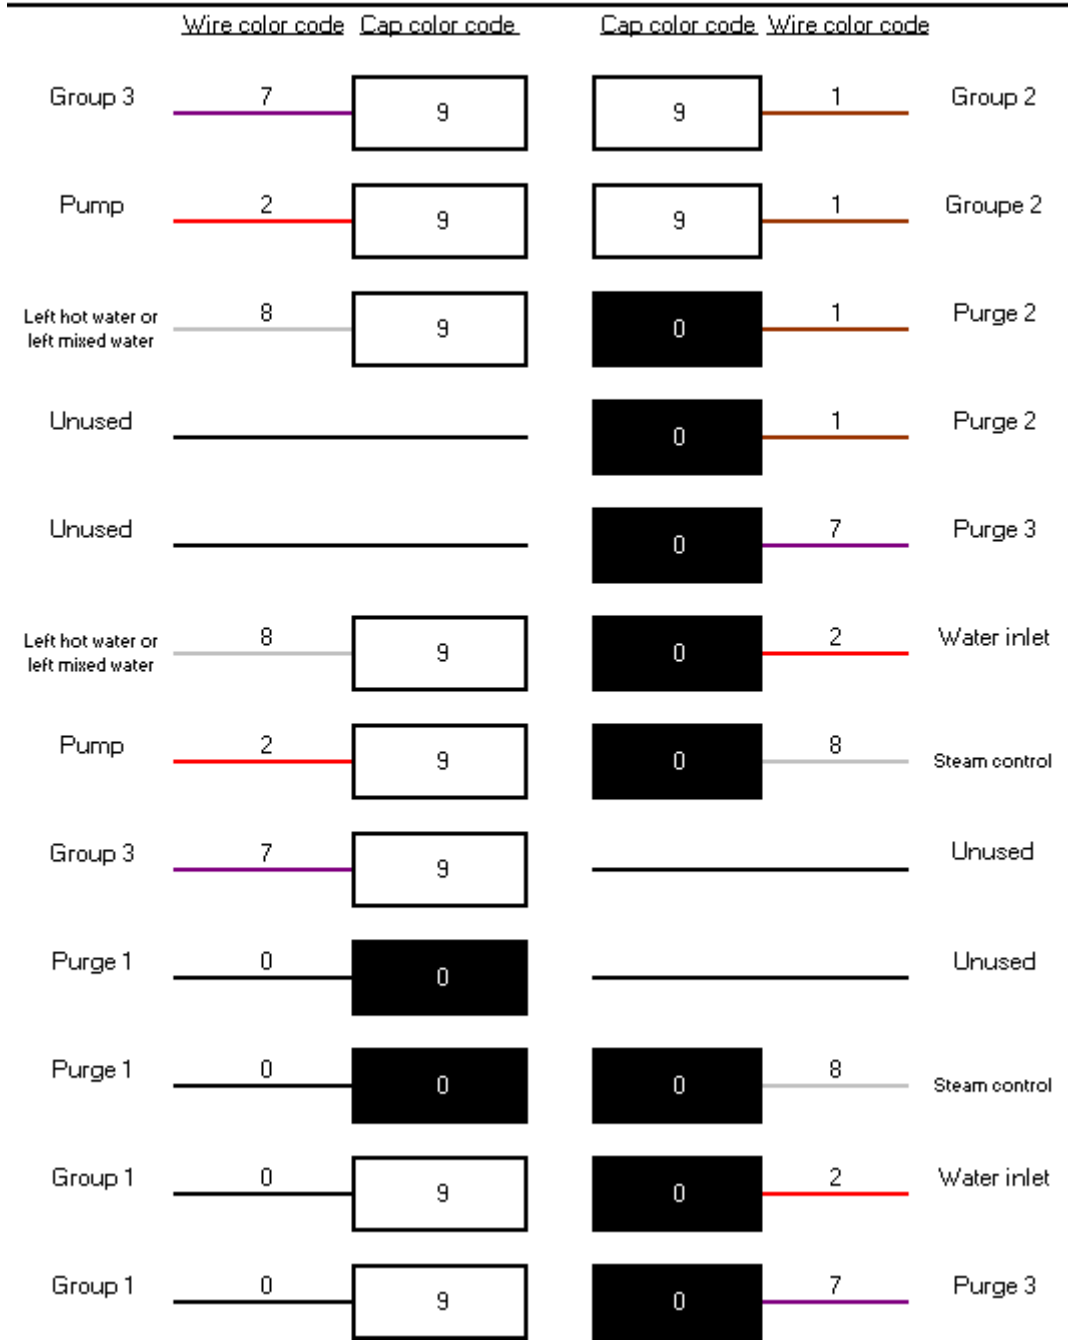 Wire color code Cap color code Cap color code Wire color code
Group 3 7 9 9 1 Group 2
Pump 2 9 9 1 Groupe 2
Left hot water or
left mixed water 8 9 0 1 Purge 2
Unused 0 1 Purge 2
Unused 0 7 Purge 3
Left hot water or
left mixed water 8 9 0 2 Water inlet
Pump 2 9 0 8 Steam control
Group 3 7 9 Unused
Purge 1 0 0 Unused
Purge 1 0 0 0 8 Steam control
Group 1 0 9 0 2 Water inlet
Group 1 0 9 0 7 Purge 3